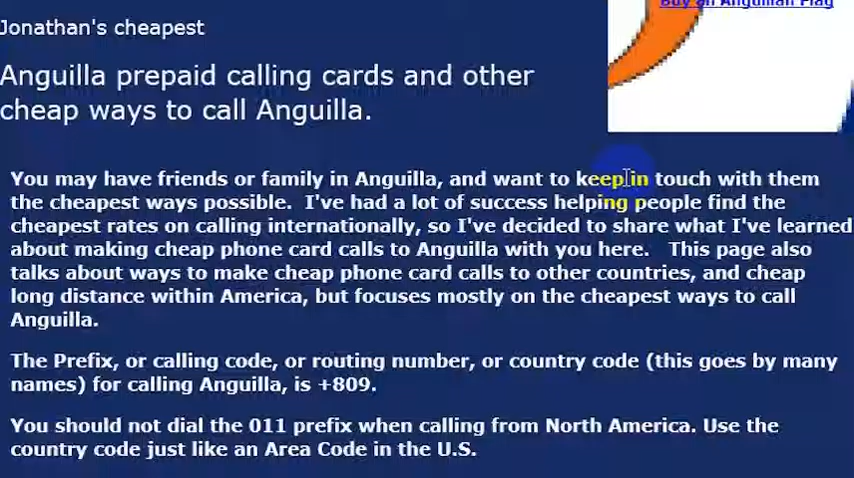 Buy an Anguillan Flag
Jonathan's cheapest
Anguilla prepaid calling cards and other
cheap ways to call Anguilla.
You may have friends or family in Anguilla, and want to keep in touch with them
the cheapest ways possible.  I've had a lot of success helping people find the
cheapest rates on calling internationally, so I've decided to share what I've learned
about making cheap phone card calls to Anguilla with you here.   This page also
talks about ways to make cheap phone card calls to other countries, and cheap
long distance within America, but focuses mostly on the cheapest ways to call
Anguilla.
The Prefix, or calling code, or routing number, or country code (this goes by many
names) for calling Anguilla, is +809.
You should not dial the 011 prefix when calling from North America. Use the
country code just like an Area Code in the U.S.